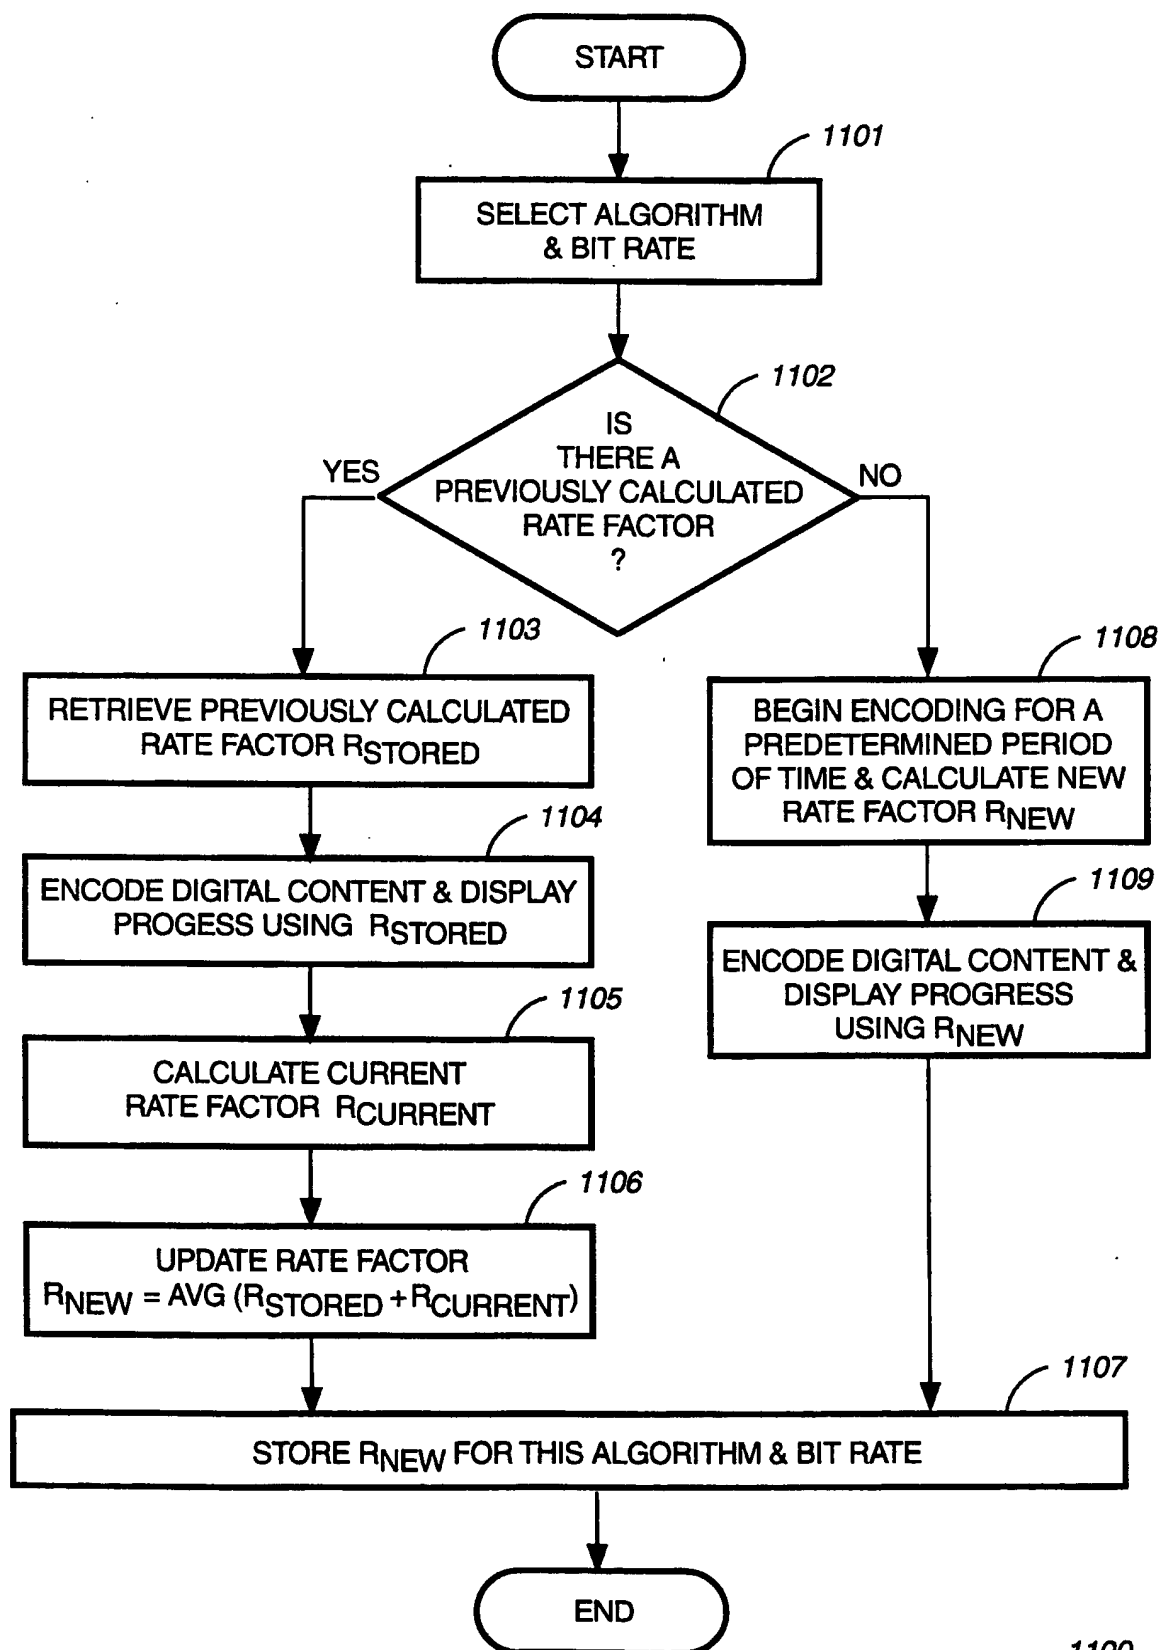 START
1101
SELECT ALGORITHM
& BIT RATE
1102
IS
THERE A
PREVIOUSLY CALCULATED
RATE FACTOR
?
YES
NO
1103
RETRIEVE PREVIOUSLY CALCULATED
RATE FACTOR RSTORED
1104
ENCODE DIGITAL CONTENT & DISPLAY
PROGESS USING RSTORED
1105
CALCULATE CURRENT
RATE FACTOR RCURRENT
1106
UPDATE RATE FACTOR
RNEW = AVG (RSTORED + RCURRENT)
1108
BEGIN ENCODING FOR A
PREDETERMINED PERIOD
OF TIME & CALCULATE NEW
RATE FACTOR RNEW
1109
ENCODE DIGITAL CONTENT &
DISPLAY PROGRESS
USING RNEW
1107
STORE RNEW FOR THIS ALGORITHM & BIT RATE
END